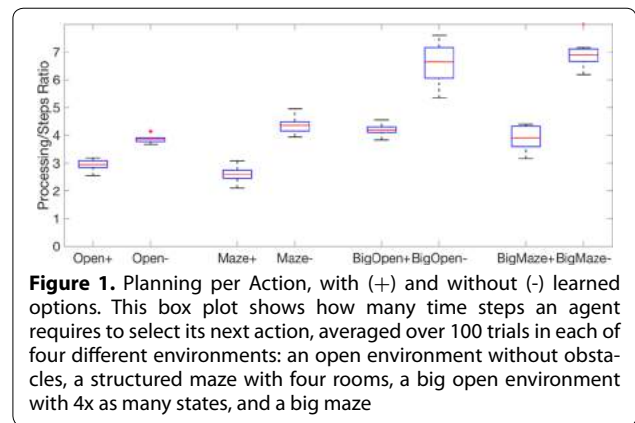 Processing/Steps Ratio
7
6
5
4
3
2
1
0
Open+ Open- Maze+ Maze- BigOpen+ BigOpen- BigMaze+ BigMaze-
Figure 1. Planning per Action, with (+) and without (-) learned
options. This box plot shows how many time steps an agent
requires to select its next action, averaged over 100 trials in each of
four different environments: an open environment without obsta-
cles, a structured maze with four rooms, a big open environment
with 4x as many states, and a big maze